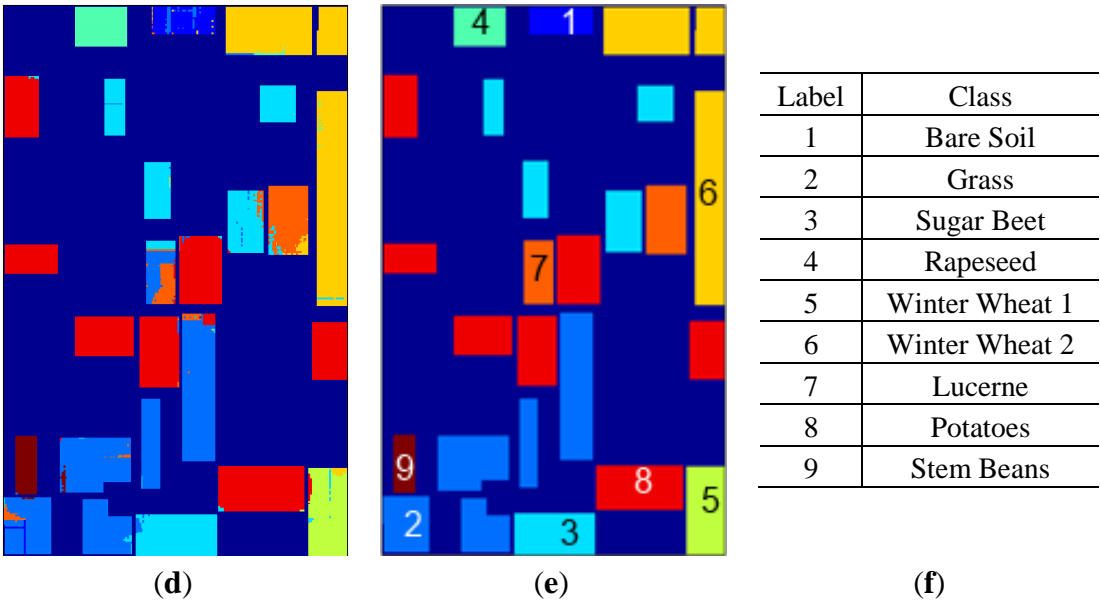 4
1
6
7
9
2
3
8
5
Label Class
1 Bare Soil
2 Grass
3 Sugar Beet
4 Rapeseed
5 Winter Wheat 1
6 Winter Wheat 2
7 Lucerne
8 Potatoes
9 Stem Beans
(d) (e) (f)